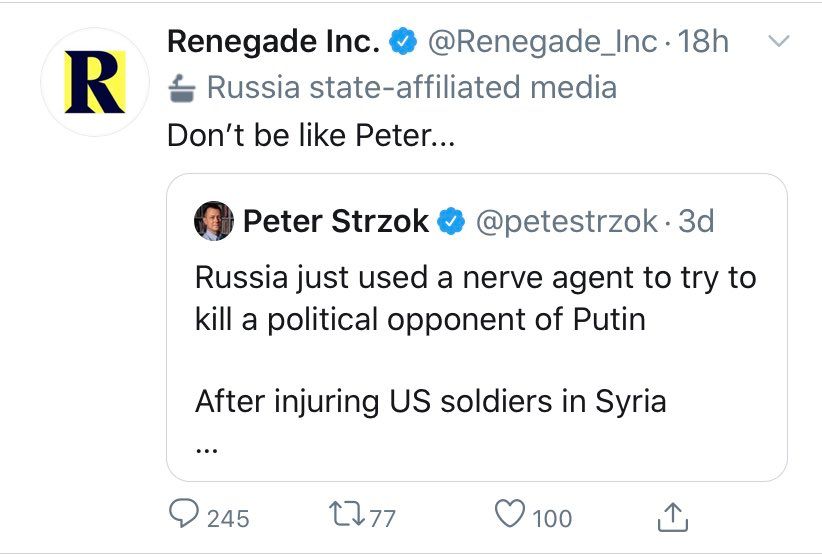 R
Renegade Inc. @Renegade_Inc · 18h
Russia state-affiliated media
Don’t be like Peter...
Peter Strzok @petestrzok · 3d
Russia just used a nerve agent to try to
kill a political opponent of Putin
After injuring US soldiers in Syria
...
245 77 100